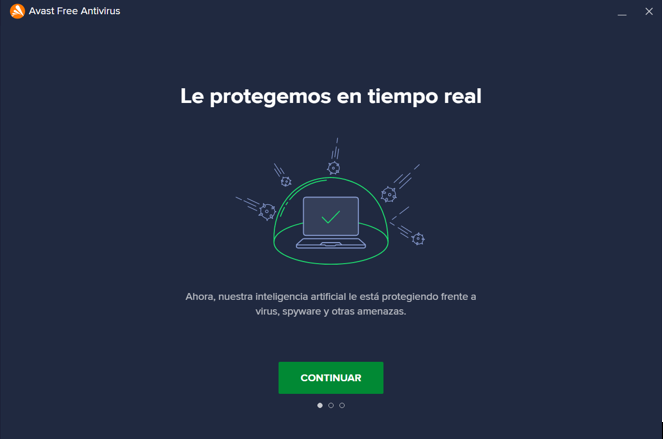 Avast Free Antivirus
Le protegemos en tiempo real
Ahora, nuestra inteligencia artificial le está protegiendo frente a
virus, spyware y otras amenazas.
CONTINUAR